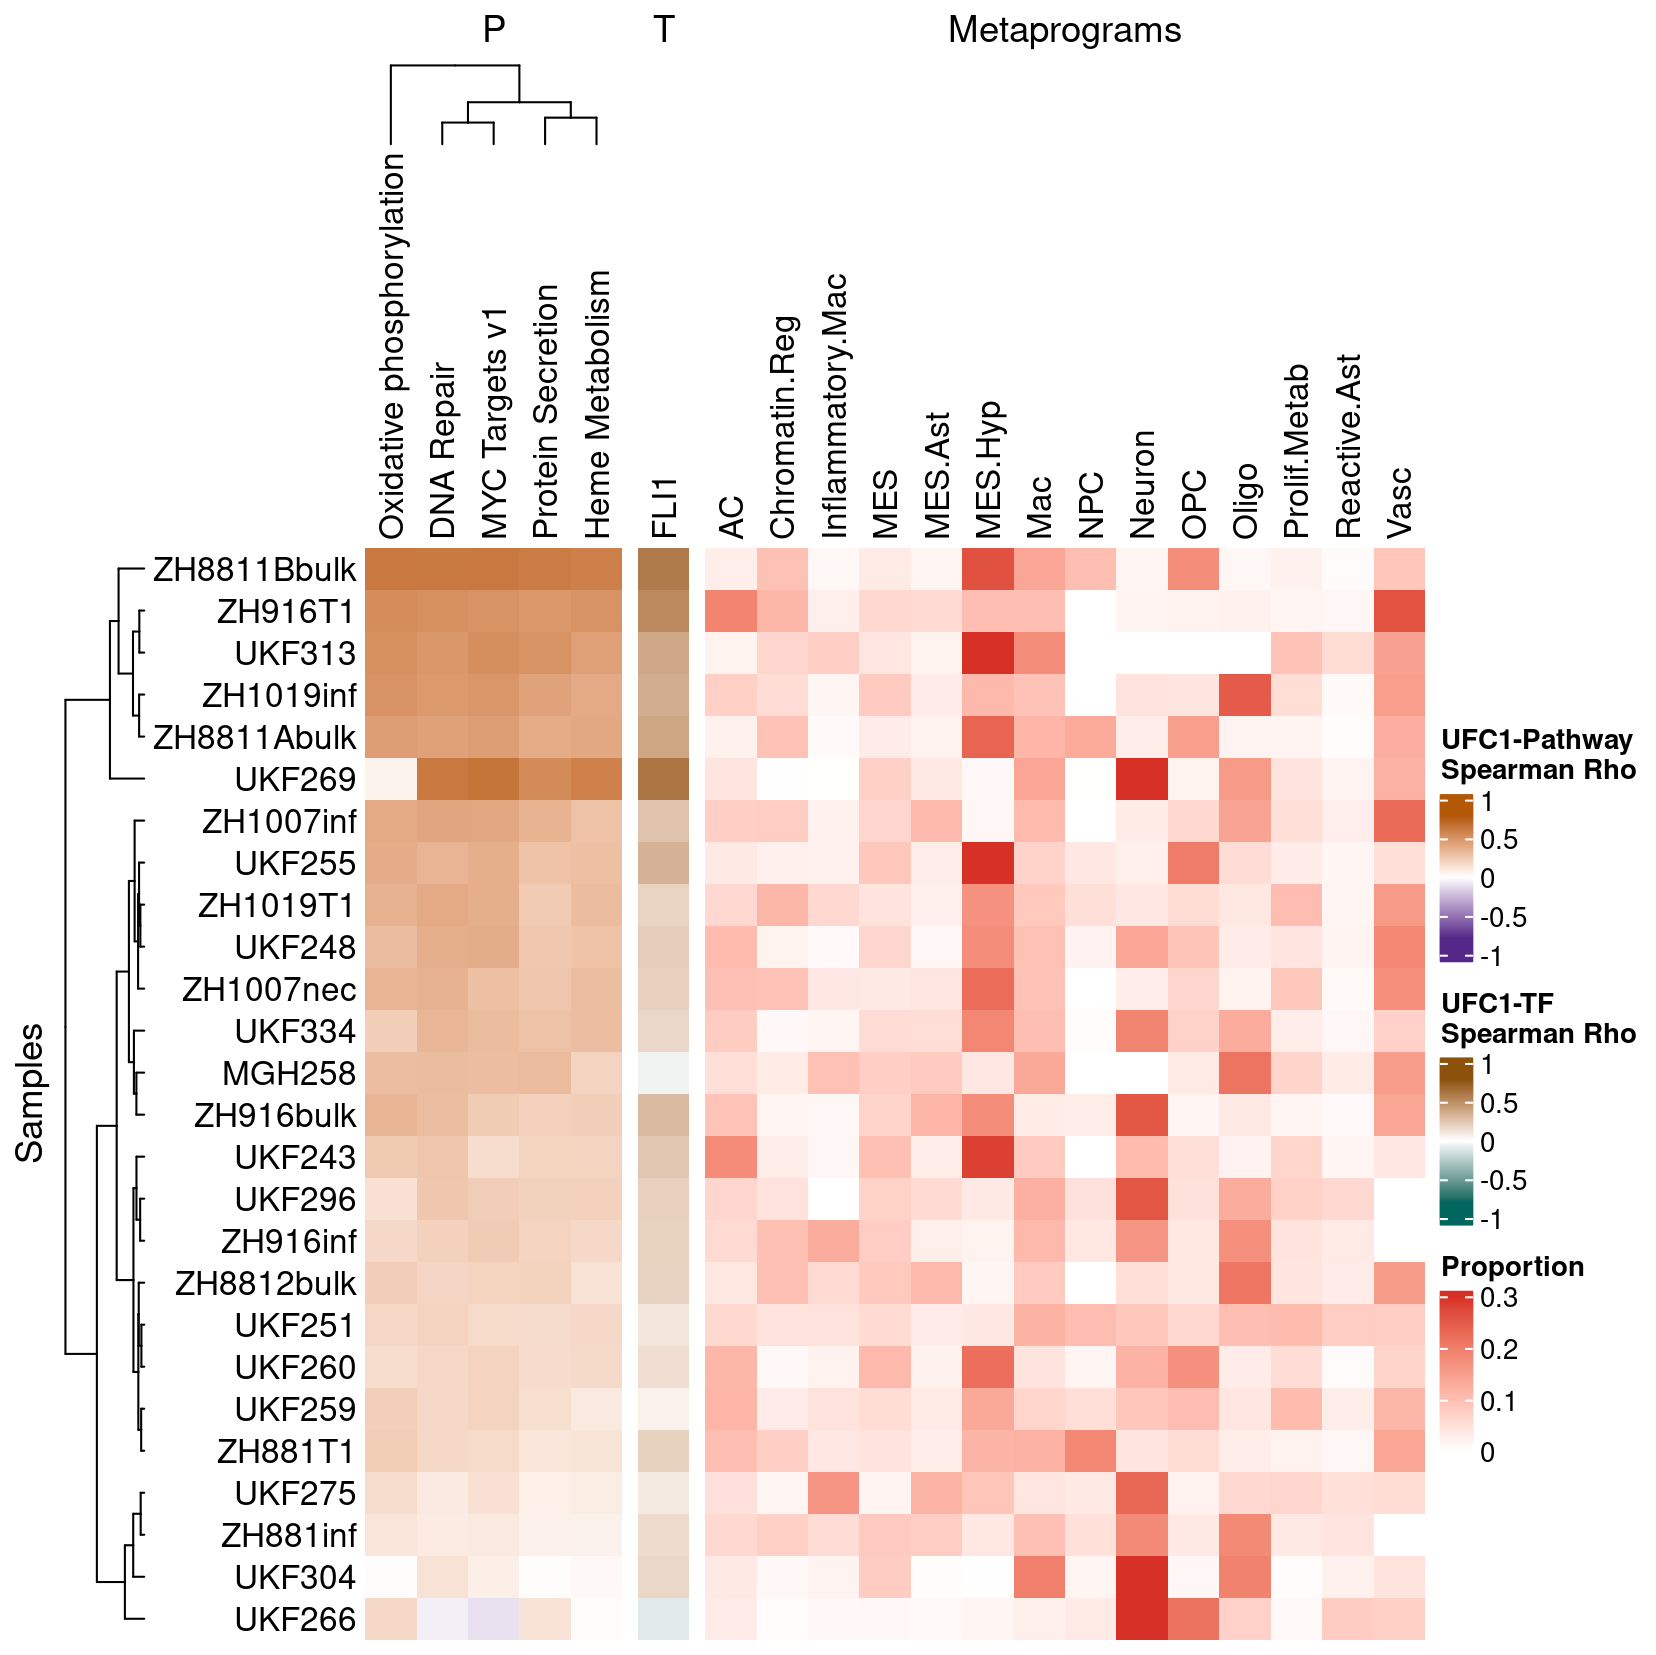 P T Metaprograms
Oxidative phosphorylation
DNA Repair
MYC Targets v1
Protein Secretion
Heme Metabolism
FLI1
AC
Chromatin.Reg
Inflammatory.Mac
MES
MES.Ast
MES.Hyp
Mac
NPC
Neuron
OPC
Oligo
Prolif.Metab
Reactive.Ast
Vasc
Samples
ZH8811Bbulk
ZH916T1
UKF313
ZH1019inf
ZH8811Abulk
UKF269
ZH1007inf
UKF255
ZH1019T1
UKF248
ZH1007nec
UKF334
MGH258
ZH916bulk
UKF243
UKF296
ZH916inf
ZH8812bulk
UKF251
UKF260
UKF259
ZH881T1
UKF275
ZH881inf
UKF304
UKF266
UFC1-Pathway
Spearman Rho
1
0.5
0
-0.5
-1
UFC1-TF
Spearman Rho
1
0.5
0
-0.5
-1
Proportion
0.3
0.2
0.1
0